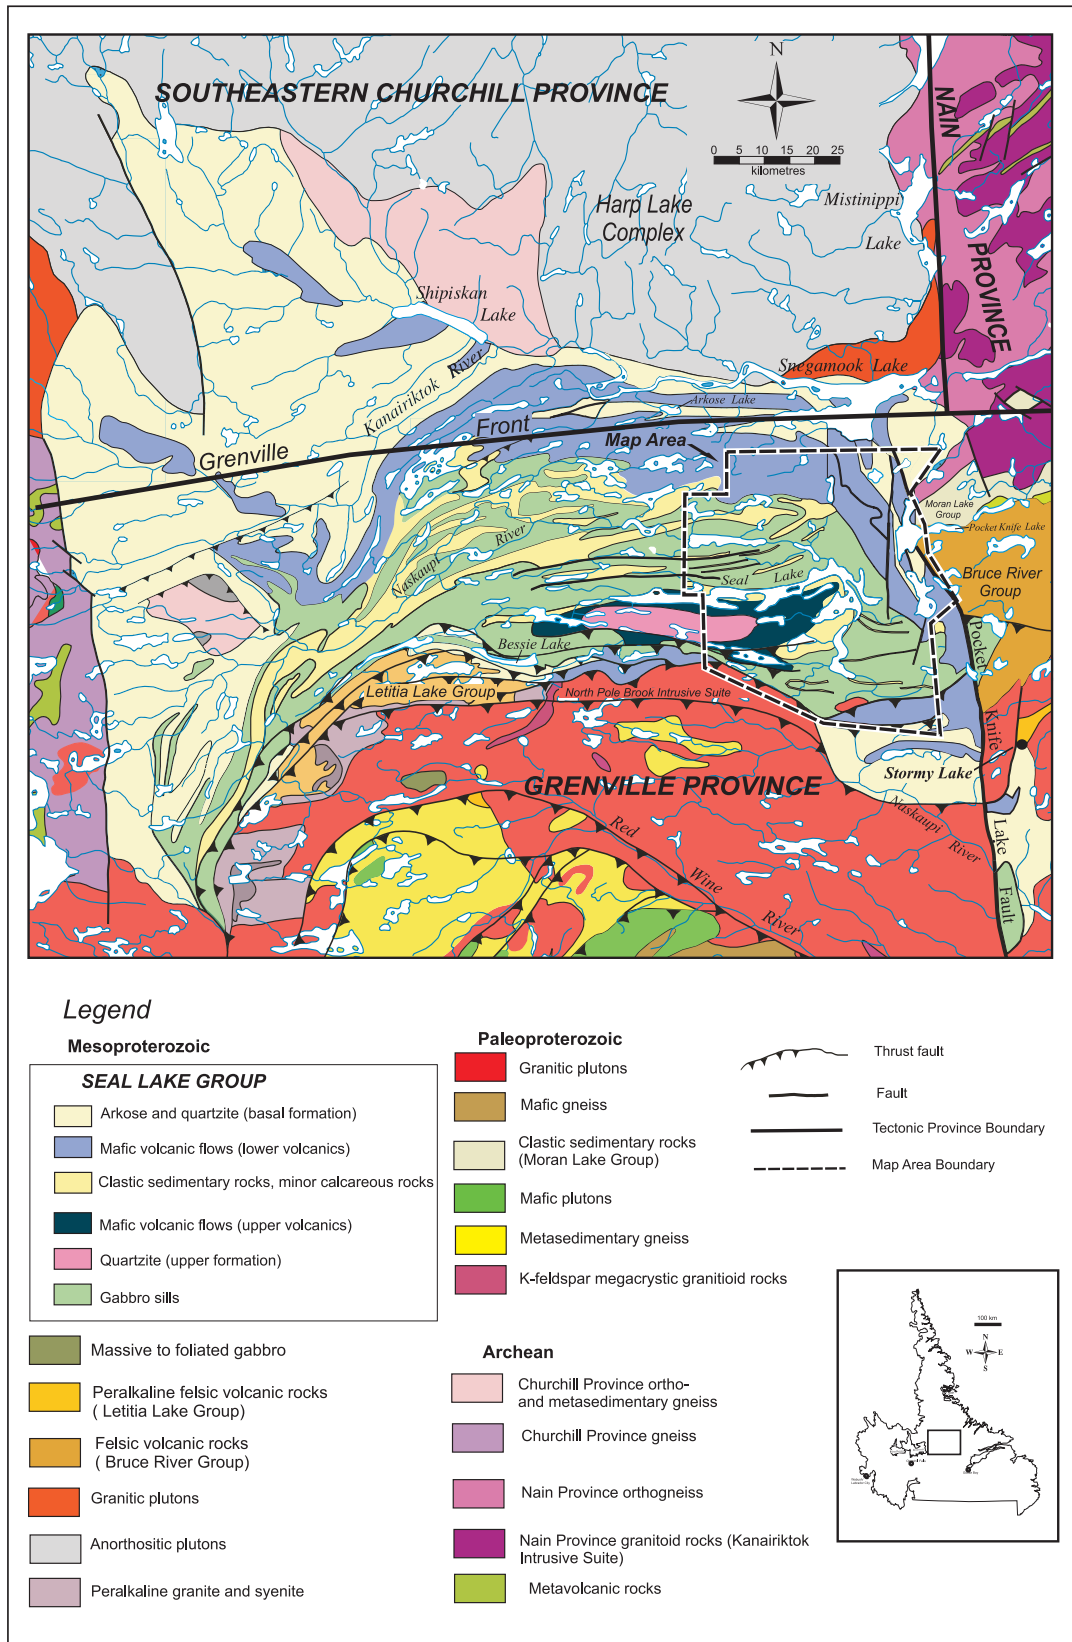 SOUTHEASTERN CHURCHILL PROVINCE
N
0 5 10 15 20 25
kilometres
NAIN
PROVINCE
Mistinippi
Lake
Harp Lake
Complex
Shipiskan
Lake
Snegamook Lake
Kanairiktok River
Arkose Lake
Grenville Front
Map Area
Moran Lake
Group
Pocket Knife Lake
Naskaupi River
Seal Lake
Bruce River
Group
Bessie Lake
Letitia Lake Group
North Pole Brook Intrusive Suite
Pocket Knife Lake Fault
GRENVILLE PROVINCE
Stormy Lake
Naskaupi River
Red Wine River
Legend
Mesoproterozoic
SEAL LAKE GROUP
Arkose and quartzite (basal formation)
Mafic volcanic flows (lower volcanics)
Clastic sedimentary rocks, minor calcareous rocks
Mafic volcanic flows (upper volcanics)
Quartzite (upper formation)
Gabbro sills
Massive to foliated gabbro
Peralkaline felsic volcanic rocks
( Letitia Lake Group)
Felsic volcanic rocks
( Bruce River Group)
Granitic plutons
Anorthositic plutons
Peralkaline granite and syenite
Paleoproterozoic
Granitic plutons
Mafic gneiss
Clastic sedimentary rocks
(Moran Lake Group)
Mafic plutons
Metasedimentary gneiss
K-feldspar megacrystic granitioid rocks
Archean
Churchill Province ortho-
and metasedimentary gneiss
Churchill Province gneiss
Nain Province orthogneiss
Nain Province granitoid rocks (Kanairiktok
Intrusive Suite)
Metavolcanic rocks
Thrust fault
Fault
Tectonic Province Boundary
Map Area Boundary
100 km
N
W E
S